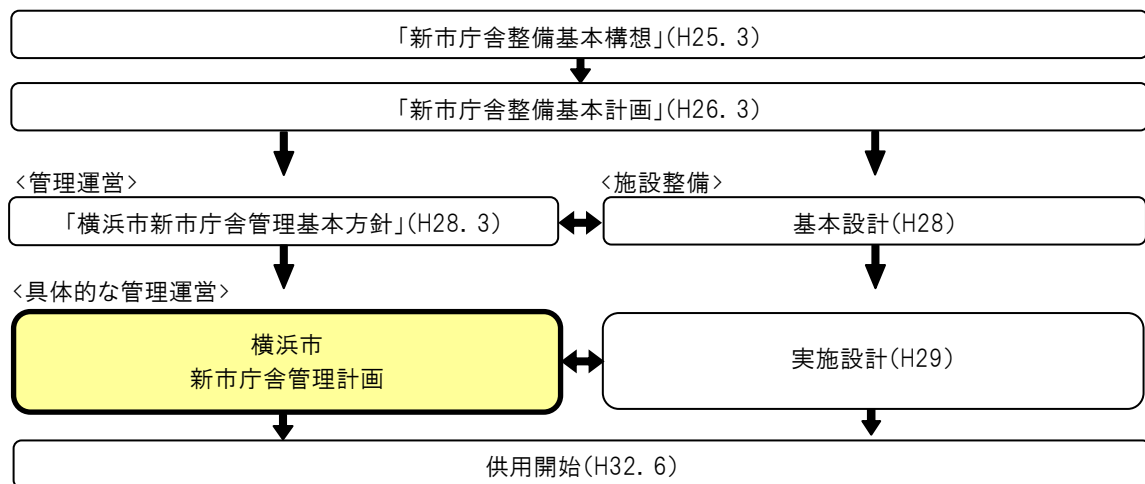 「新市庁舎整備基本構想」(H25.3)
「新市庁舎整備基本計画」(H26.3)
<管理運営>
<施設整備>
「横浜市新市庁舎管理基本方針」(H28.3)
基本設計(H28)
<具体的な管理運営>
横浜市
新市庁舎管理計画
実施設計(H29)
供用開始(H32.6)